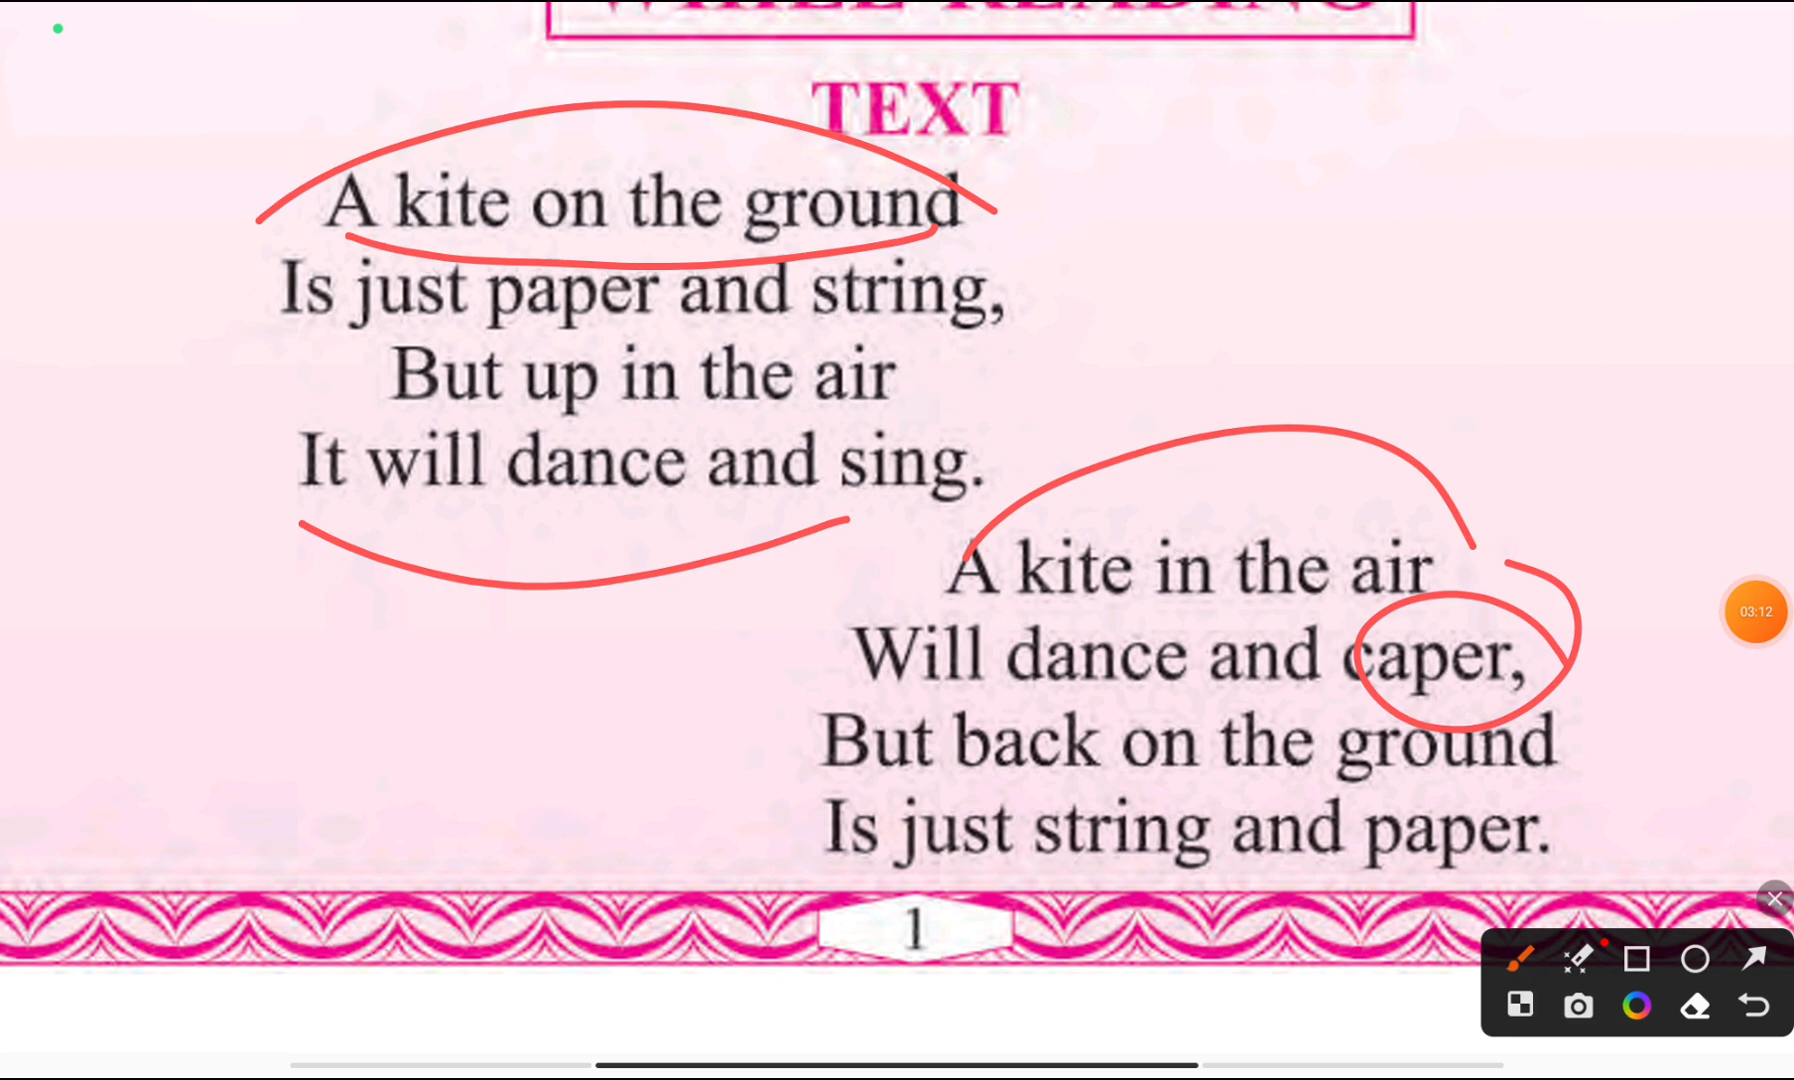 WHILE READING
TEXT
A kite on the ground
Is just paper and string,
But up in the air
It will dance and sing.
A kite in the air
Will dance and caper,
But back on the ground
Is just string and paper.
1
03:12